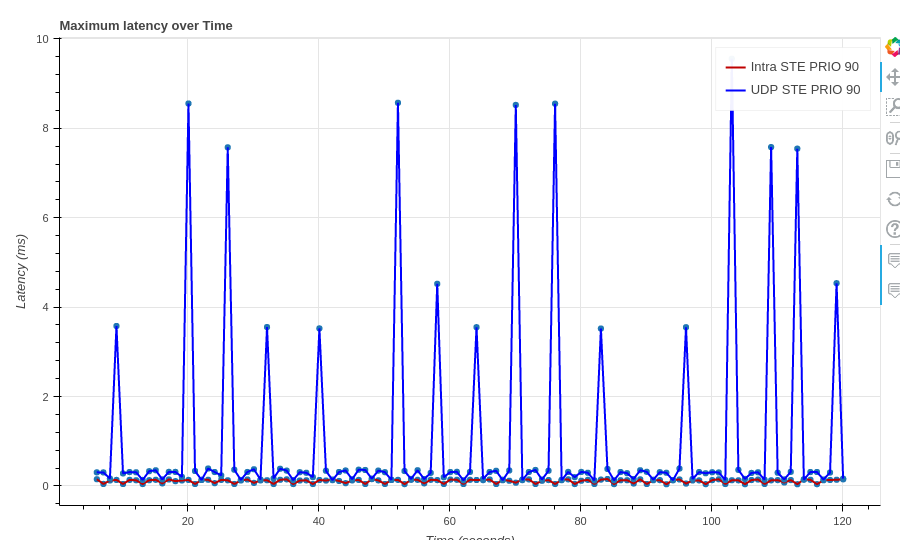 Maximum latency over Time
10
8
6
4
2
0
Latency (ms)
Intra STE PRIO 90
UDP STE PRIO 90
20
40
60
80
100
120
Time (seconds)